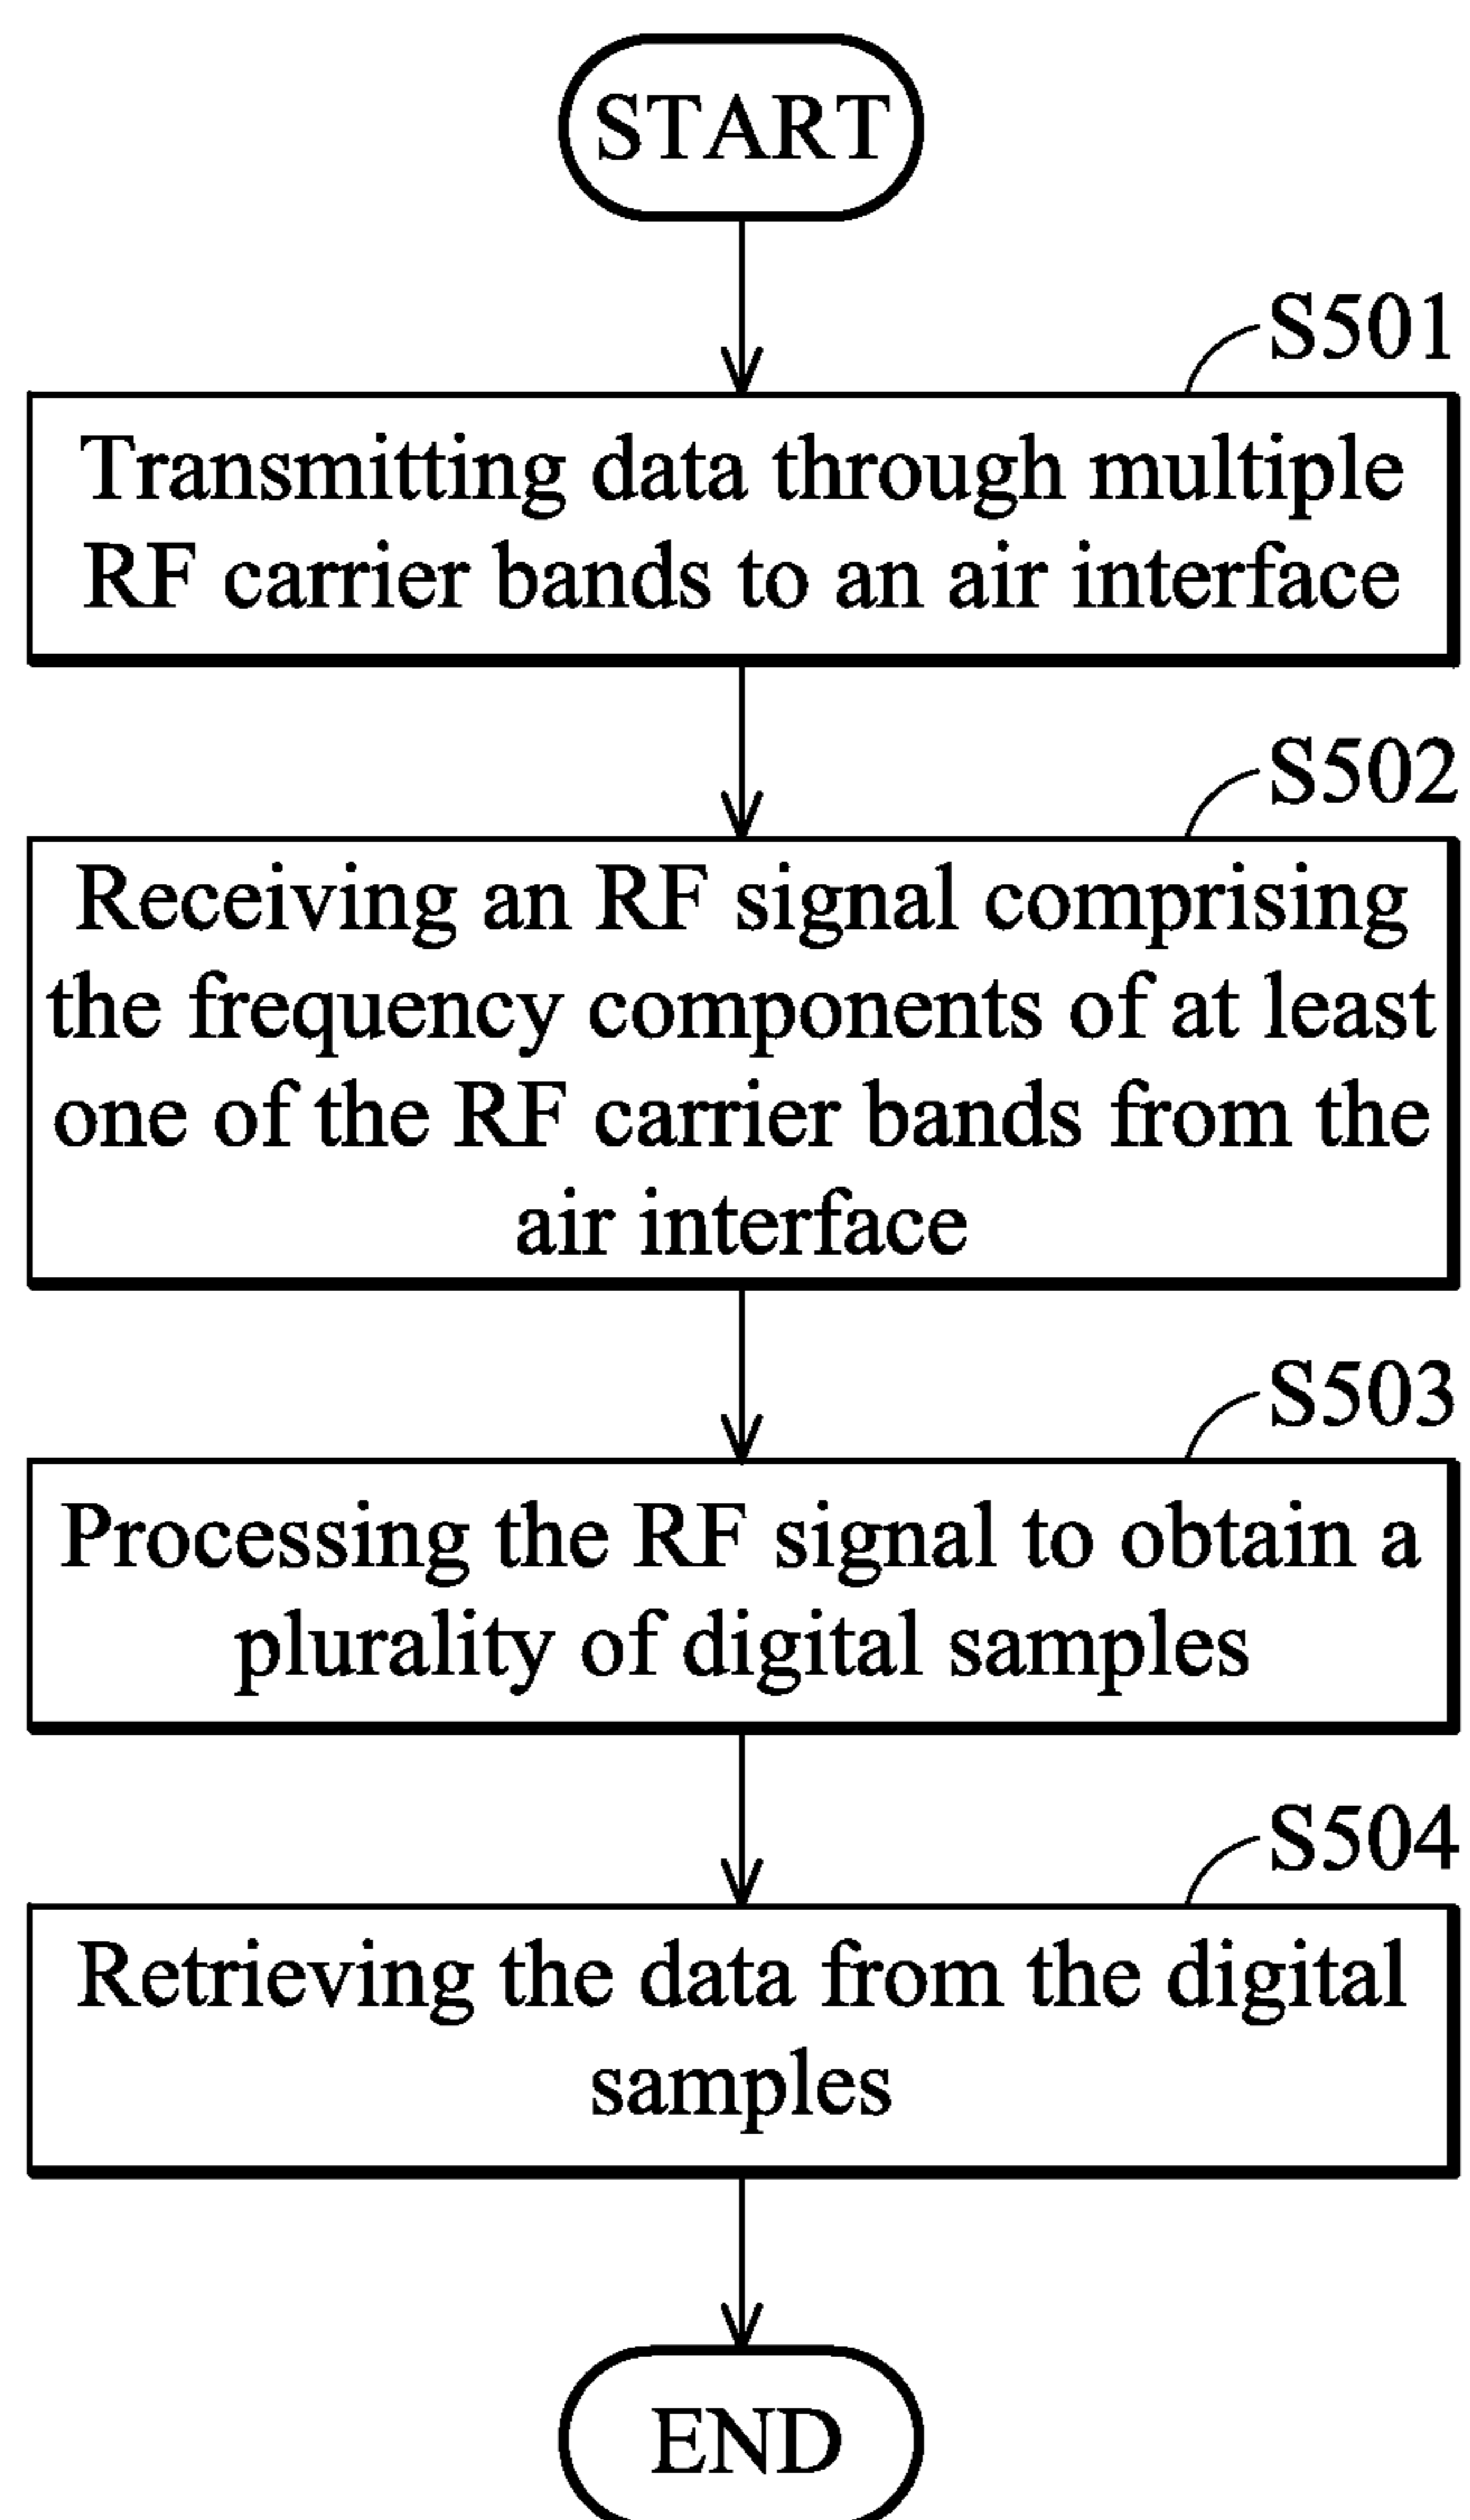 START
S501
Transmitting data through multiple
RF carrier bands to an air interface
S502
Receiving an RF signal comprising
the frequency components of at least
one of the RF carrier bands from the
air interface
S503
Processing the RF signal to obtain a
plurality of digital samples
S504
Retrieving the data from the digital
samples
END